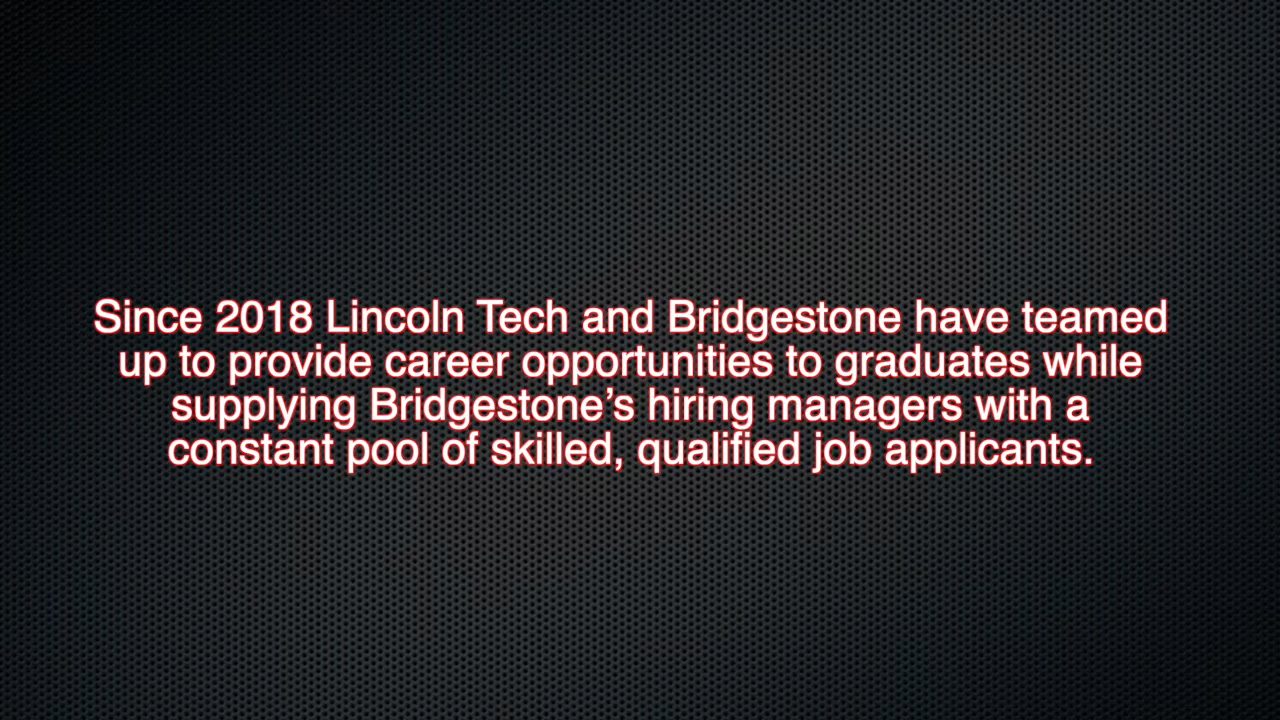 Since 2018 Lincoln Tech and Bridgestone have teamed
up to provide career opportunities to graduates while
supplying Bridgestone’s hiring managers with a
constant pool of skilled, qualified job applicants.